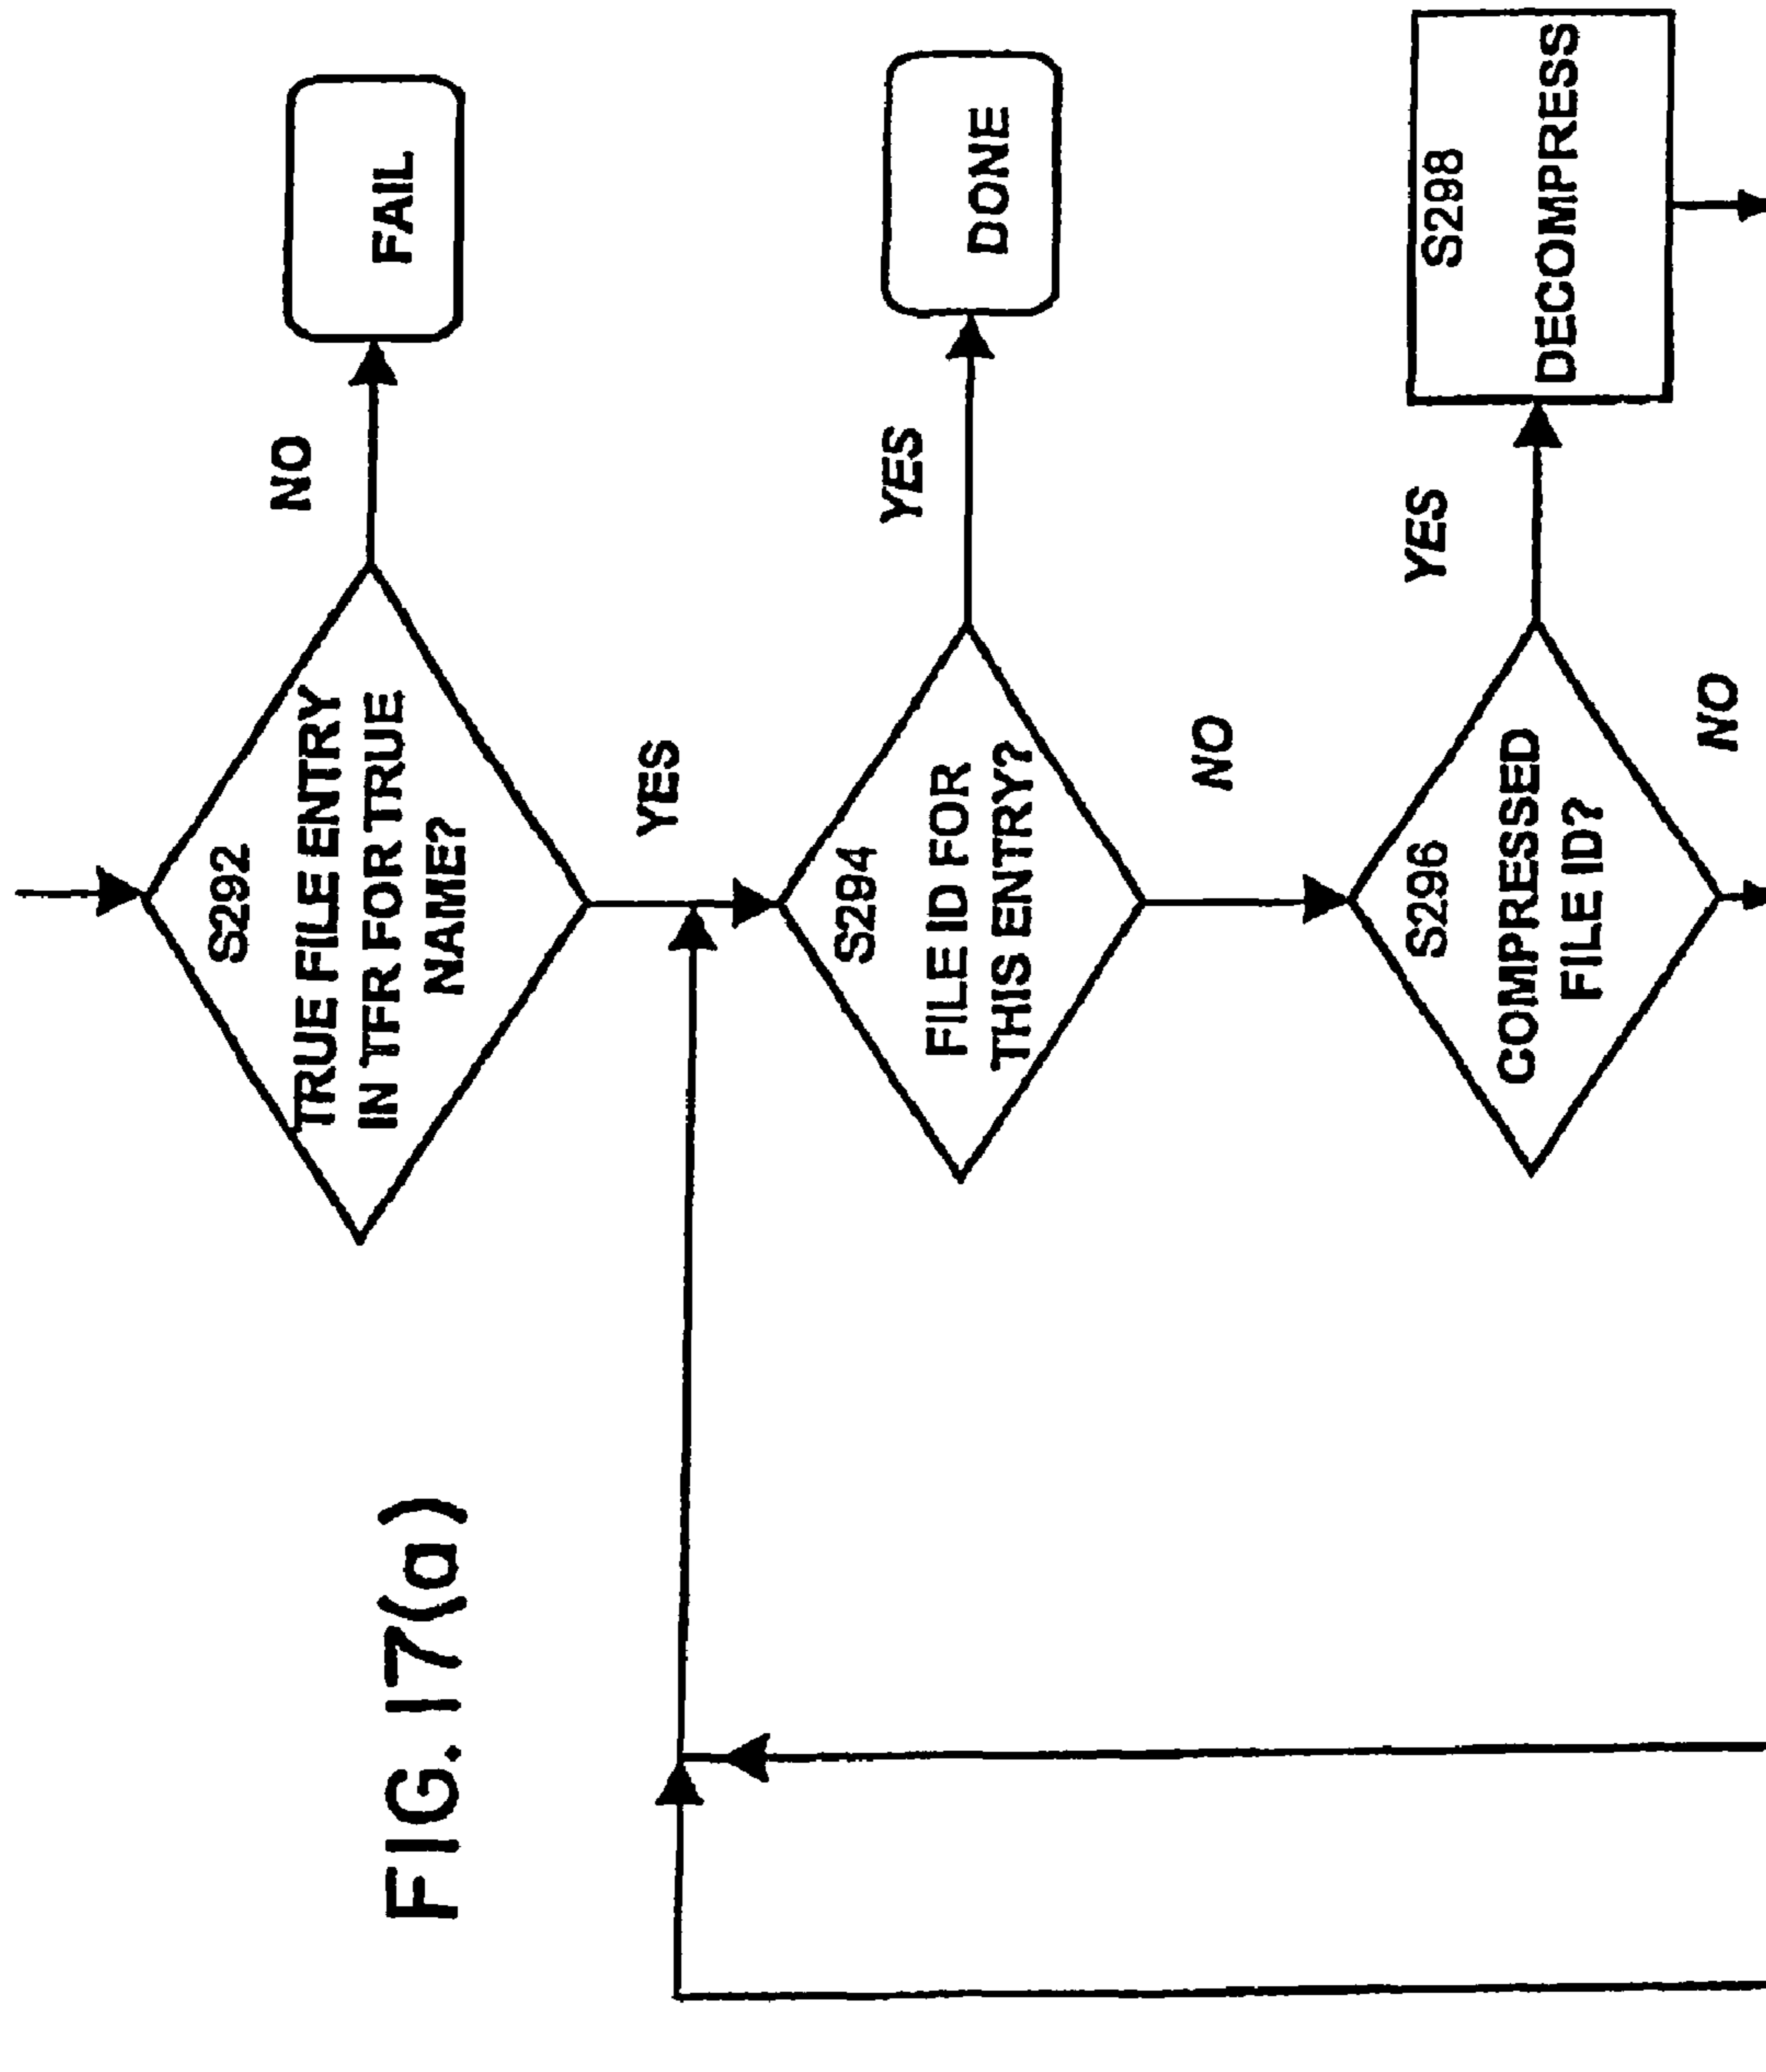 FIG. 17(a)
S292
TRUE FILE ENTRY
IN TFR FOR TRUE
NAME?
NO
FAIL
YES
S294
FILE ID FOR
THIS ENTRY?
YES
DONE
NO
S296
COMPRESSED
FILE ID?
YES
S298
DECOMPRESS
NO